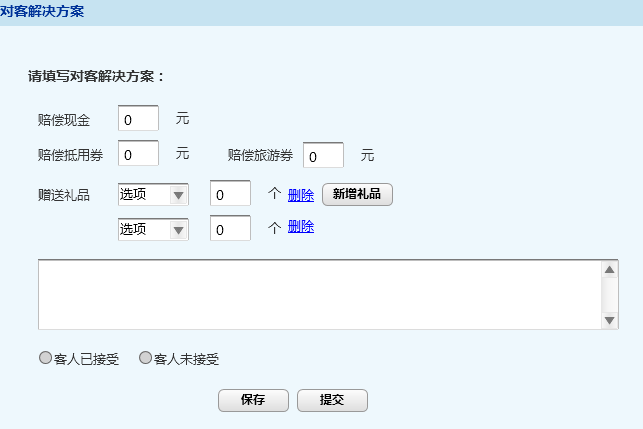 对客解决方案
请填写对客解决方案：
赔偿现金 0 元
赔偿抵用券 0 元 赔偿旅游券 0 元
赠送礼品 选项 0 个 删除 新增礼品
选项 0 个 删除
客人已接受 客人未接受
保存 提交